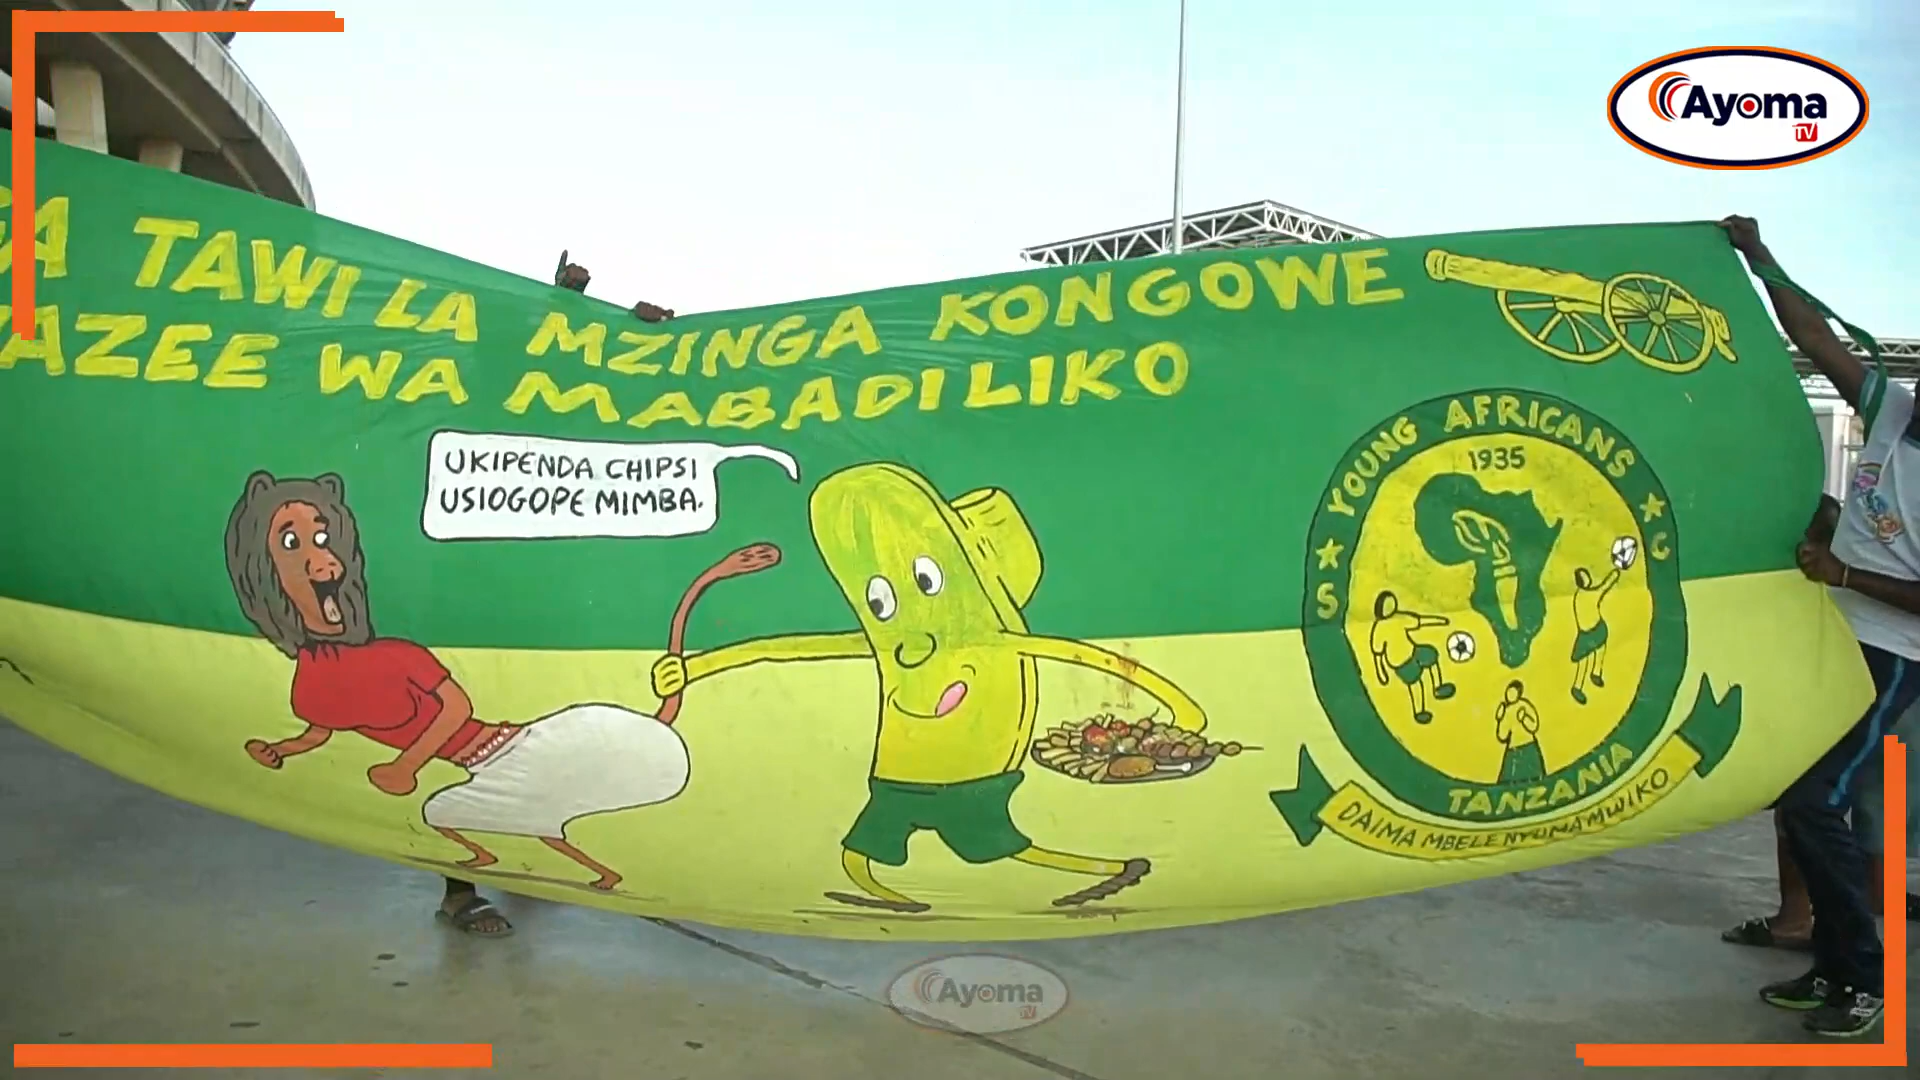 Ayoma TV
TAWI LA MZINGA KONGOWE
WA MABADILIKO
UKIPENDA CHIPSI
USIOGOPE MIMBA.
YOUNG AFRICANS
S C
1935
TANZANIA
DAIMA MBELE NYUMA MWIKO
Ayoma TV